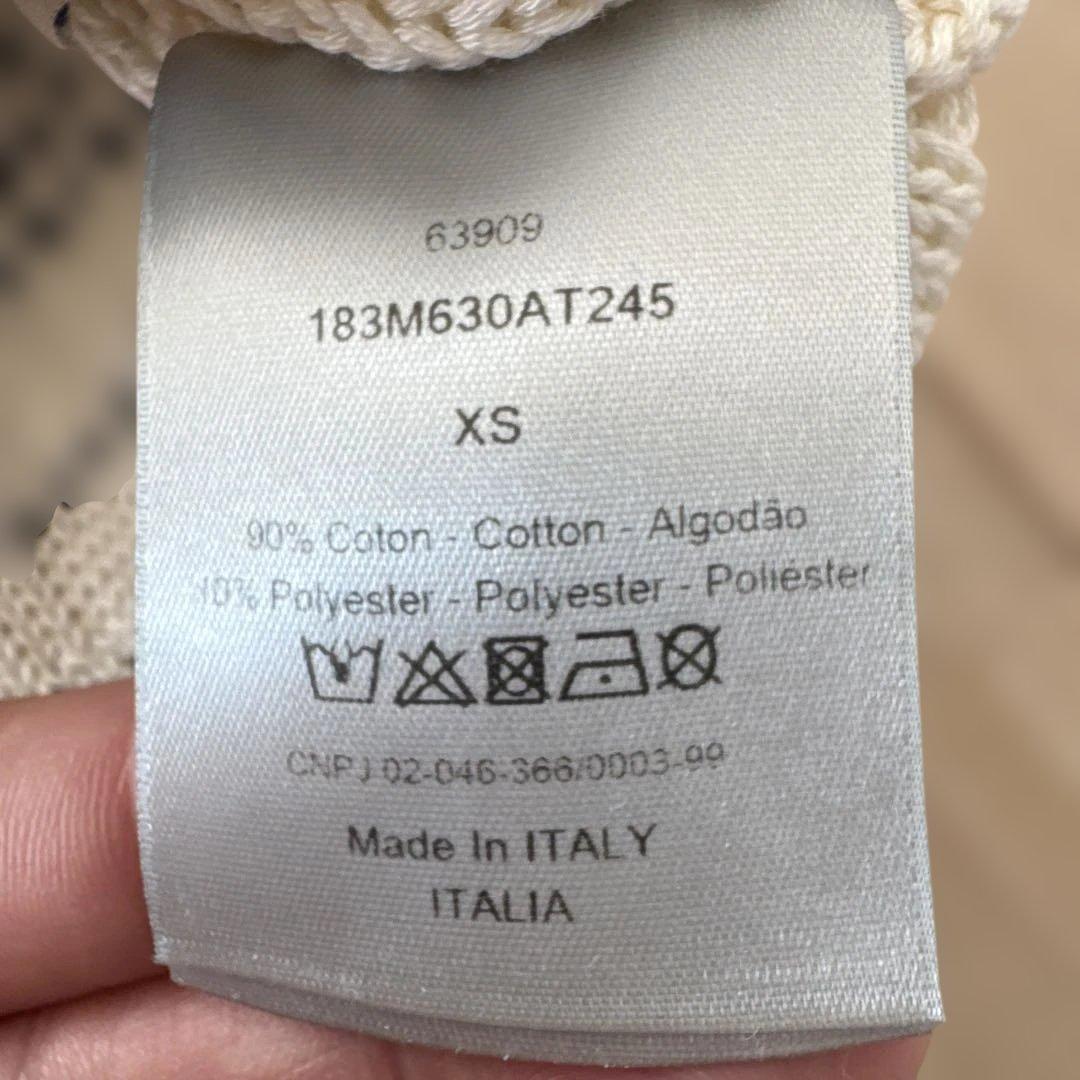 63909
183M630AT245
XS
90% Coton - Cotton - Algodão
10% Polyester - Polyester - Poliester
CNPJ 02-046-366/0003-99
Made In ITALY
ITALIA